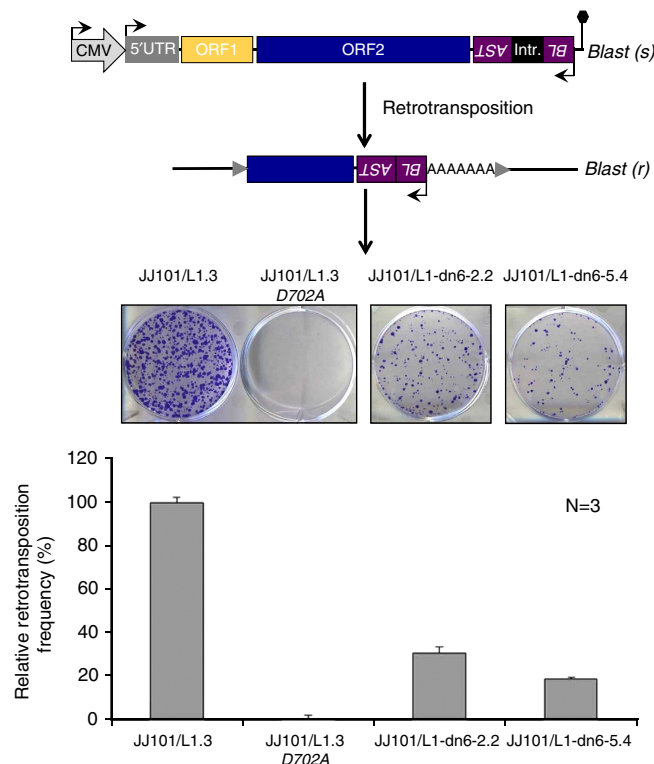 CMV 5′UTR ORF1 ORF2 AST Intr. BL Blast (s)
Retrotransposition
AST BL AAAAAAA Blast (r)
JJ101/L1.3 JJ101/L1.3 JJ101/L1-dn6-2.2 JJ101/L1-dn6-5.4
D702A
Relative retrotransposition
frequency (%)
120
100
80
60
40
20
0
N=3
JJ101/L1.3 JJ101/L1.3 JJ101/L1-dn6-2.2 JJ101/L1-dn6-5.4
D702A